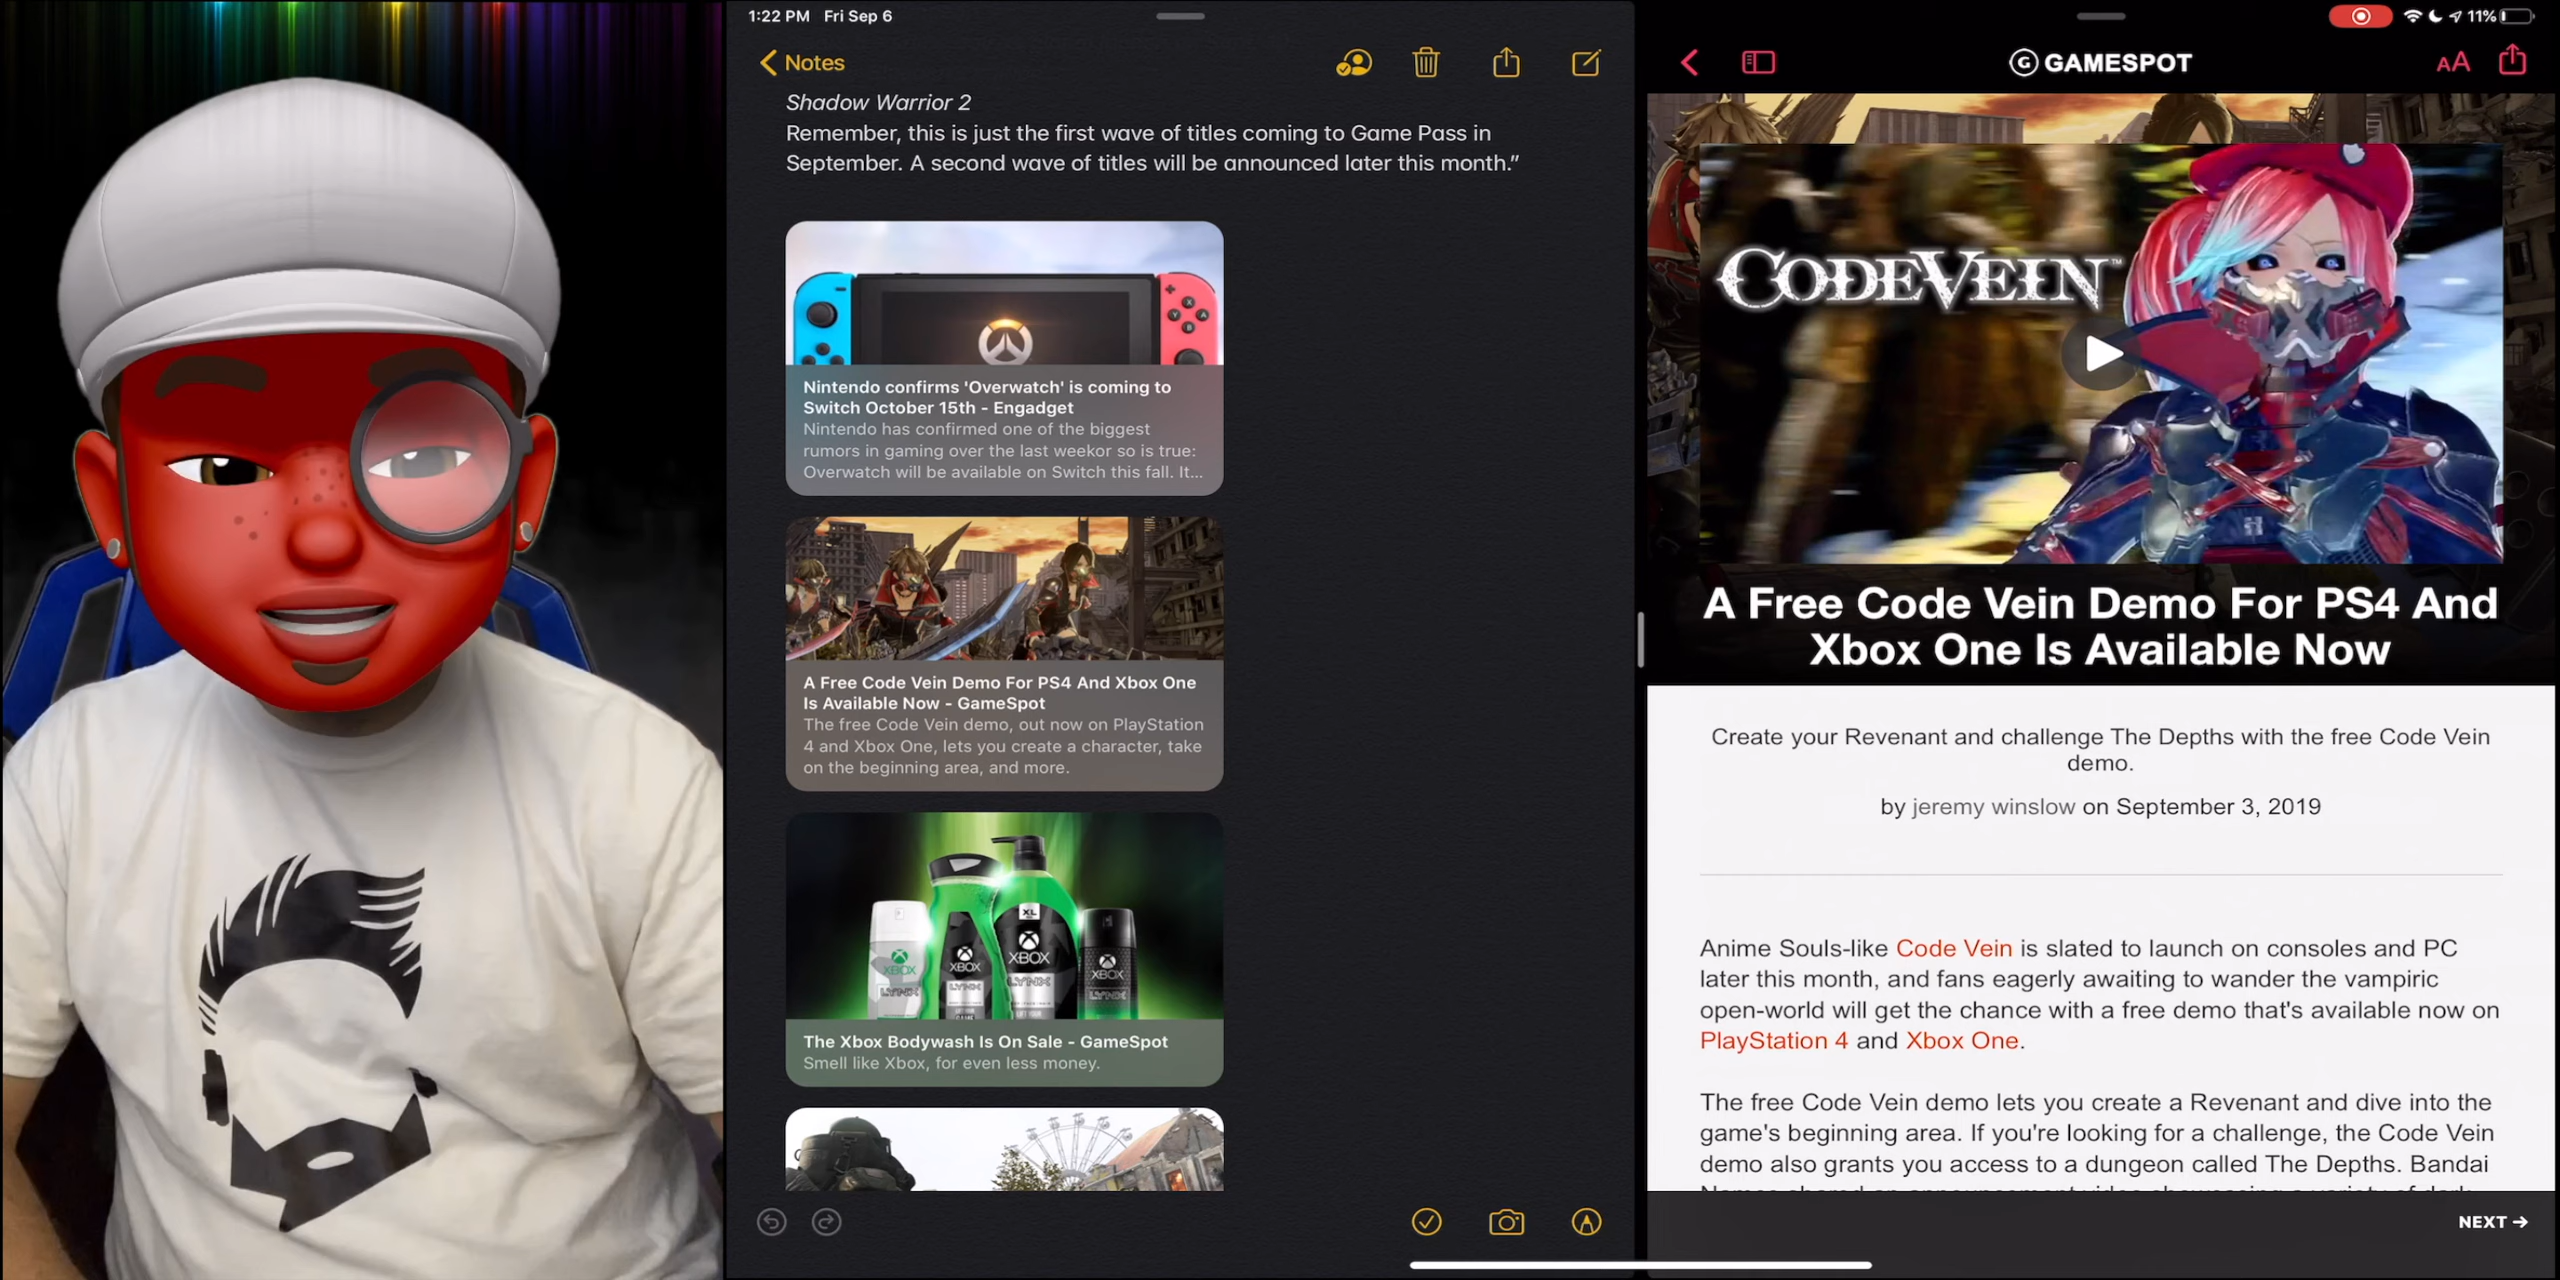 1:22 PM Fri Sep 6
Notes
Shadow Warrior 2
Remember, this is just the first wave of titles coming to Game Pass in
September. A second wave of titles will be announced later this month.”
Nintendo confirms 'Overwatch' is coming to
Switch October 15th - Engadget
Nintendo has confirmed one of the biggest
rumors in gaming over the last weekor so is true:
Overwatch will be available on Switch this fall. It...
A Free Code Vein Demo For PS4 And Xbox One
Is Available Now - GameSpot
The free Code Vein demo, out now on PlayStation
4 and Xbox One, lets you create a character, take
on the beginning area, and more.
XL
XBOX
LYNX
XBOX
LYNX
XBOX
LYNX
XBOX
LYNX
The Xbox Bodywash Is On Sale - GameSpot
Smell like Xbox, for even less money.
11%
GAMESPOT
AA
CODE VEIN™
A Free Code Vein Demo For PS4 And
Xbox One Is Available Now
Create your Revenant and challenge The Depths with the free Code Vein
demo.
by jeremy winslow on September 3, 2019
Anime Souls-like Code Vein is slated to launch on consoles and PC
later this month, and fans eagerly awaiting to wander the vampiric
open-world will get the chance with a free demo that's available now on
PlayStation 4 and Xbox One.
The free Code Vein demo lets you create a Revenant and dive into the
game's beginning area. If you're looking for a challenge, the Code Vein
demo also grants you access to a dungeon called The Depths. Bandai
NEXT →